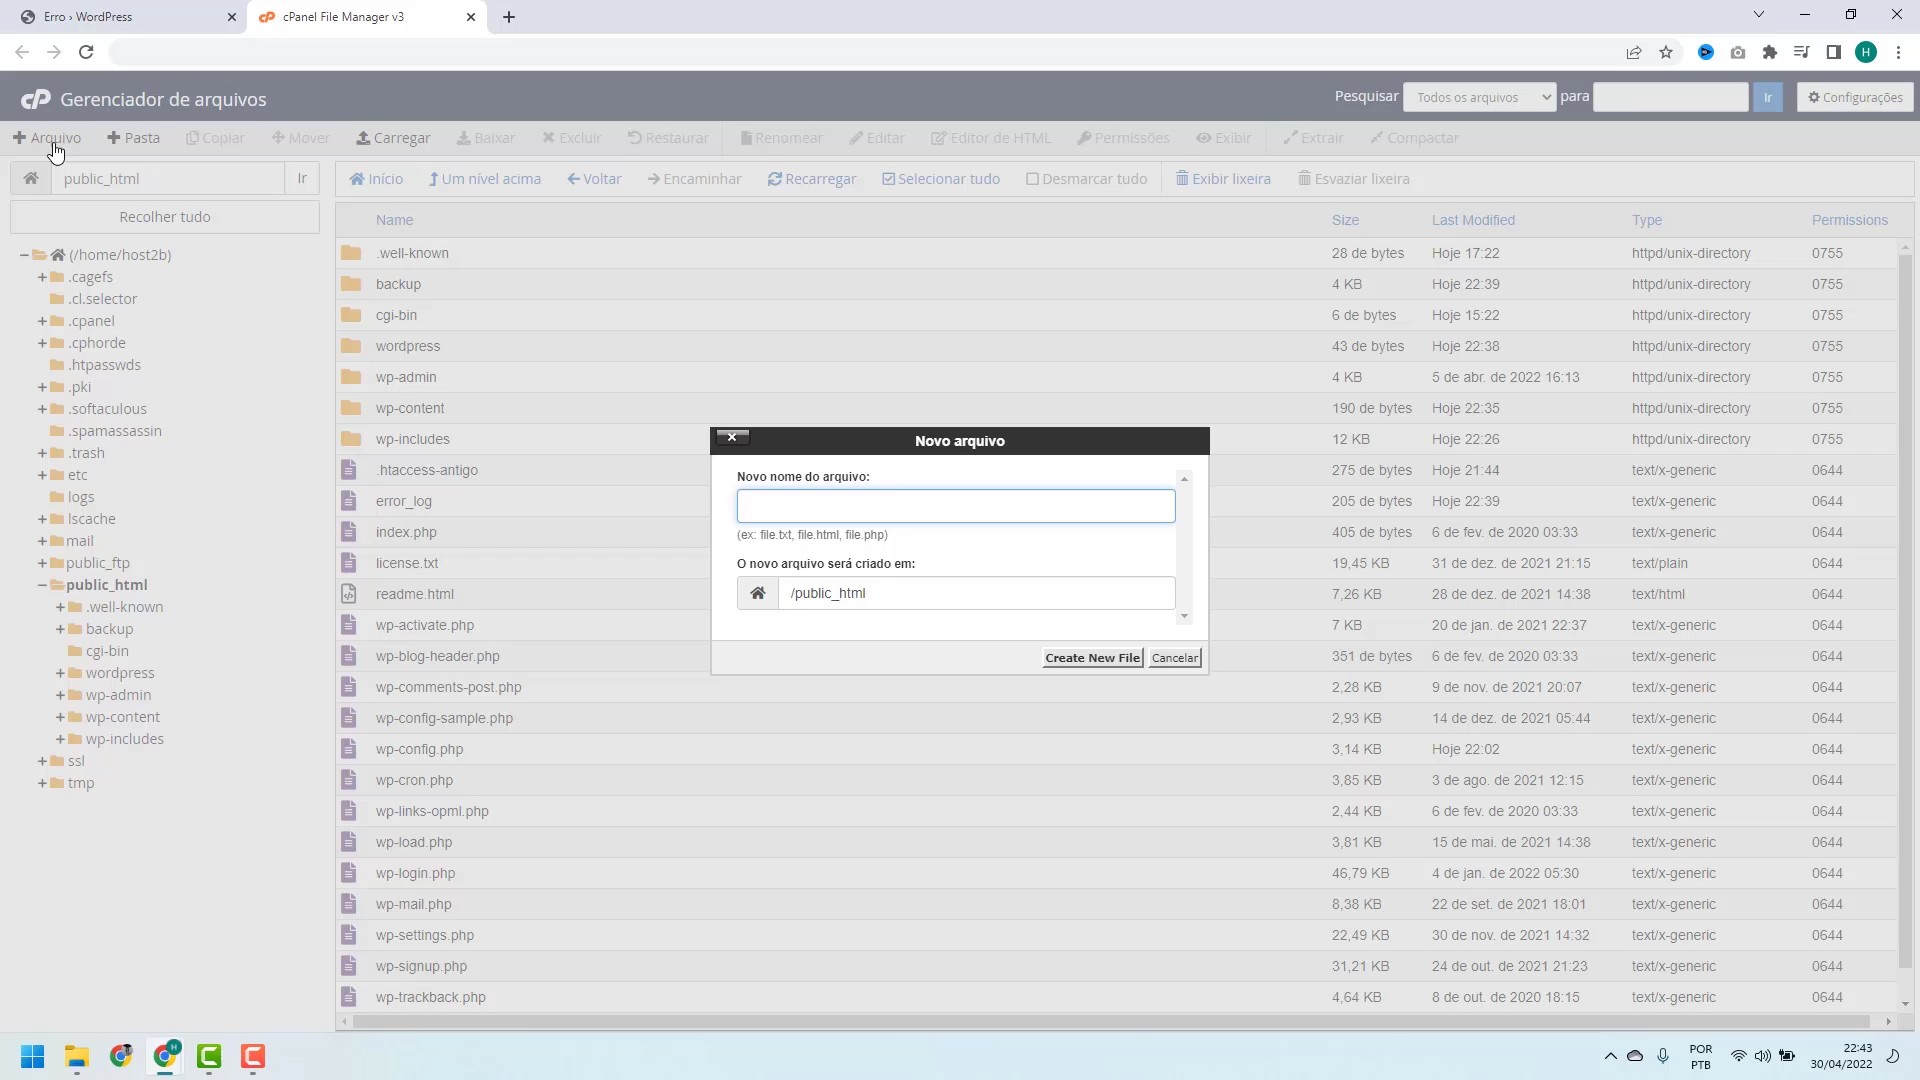 Erro › WordPress
cPanel File Manager v3
H
cP Gerenciador de arquivos
Pesquisar Todos os arquivos para Ir Configurações
Arquivo Pasta Copiar Mover Carregar Baixar Excluir Restaurar Renomear Editar Editor de HTML Permissões Exibir Extrair Compactar
public_html Ir
Início Um nível acima Voltar Encaminhar Recarregar Selecionar tudo Desmarcar tudo Exibir lixeira Esvaziar lixeira
Recolher tudo
(/home/host2b)
.cagefs
.cl.selector
.cpanel
.cphorde
.htpasswds
.pki
.softaculous
.spamassassin
.trash
etc
logs
lscache
mail
public_ftp
public_html
.well-known
backup
cgi-bin
wordpress
wp-admin
wp-content
wp-includes
ssl
tmp
Name Size Last Modified Type Permissions
.well-known 28 de bytes Hoje 17:22 httpd/unix-directory 0755
backup 4 KB Hoje 22:39 httpd/unix-directory 0755
cgi-bin 6 de bytes Hoje 15:22 httpd/unix-directory 0755
wordpress 43 de bytes Hoje 22:38 httpd/unix-directory 0755
wp-admin 4 KB 5 de abr. de 2022 16:13 httpd/unix-directory 0755
wp-content 190 de bytes Hoje 22:35 httpd/unix-directory 0755
wp-includes 12 KB Hoje 22:26 httpd/unix-directory 0755
.htaccess-antigo 275 de bytes Hoje 21:44 text/x-generic 0644
error_log 205 de bytes Hoje 22:39 text/x-generic 0644
index.php 405 de bytes 6 de fev. de 2020 03:33 text/x-generic 0644
license.txt 19,45 KB 31 de dez. de 2021 21:15 text/plain 0644
readme.html 7,26 KB 28 de dez. de 2021 14:38 text/html 0644
wp-activate.php 7 KB 20 de jan. de 2021 22:37 text/x-generic 0644
wp-blog-header.php 351 de bytes 6 de fev. de 2020 03:33 text/x-generic 0644
wp-comments-post.php 2,28 KB 9 de nov. de 2021 20:07 text/x-generic 0644
wp-config-sample.php 2,93 KB 14 de dez. de 2021 05:44 text/x-generic 0644
wp-config.php 3,14 KB Hoje 22:02 text/x-generic 0644
wp-cron.php 3,85 KB 3 de ago. de 2021 12:15 text/x-generic 0644
wp-links-opml.php 2,44 KB 6 de fev. de 2020 03:33 text/x-generic 0644
wp-load.php 3,81 KB 15 de mai. de 2021 14:38 text/x-generic 0644
wp-login.php 46,79 KB 4 de jan. de 2022 05:30 text/x-generic 0644
wp-mail.php 8,38 KB 22 de set. de 2021 18:01 text/x-generic 0644
wp-settings.php 22,49 KB 30 de nov. de 2021 14:32 text/x-generic 0644
wp-signup.php 31,21 KB 24 de out. de 2021 21:23 text/x-generic 0644
wp-trackback.php 4,64 KB 8 de out. de 2020 18:15 text/x-generic 0644
Novo arquivo
Novo nome do arquivo:
(ex: file.txt, file.html, file.php)
O novo arquivo será criado em:
/public_html
Create New File Cancelar
H
POR
PTB
22:43
30/04/2022